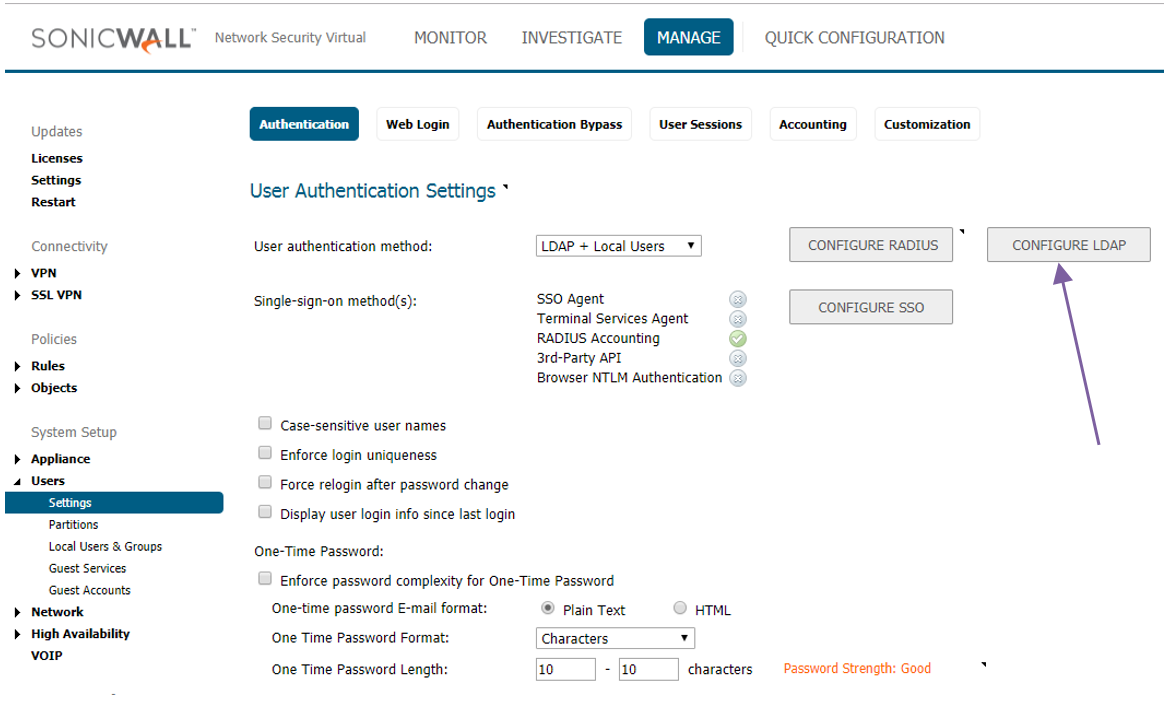 SONICWALL Network Security Virtual MONITOR INVESTIGATE MANAGE QUICK CONFIGURATION
Updates
Licenses
Settings
Restart
Connectivity
VPN
SSL VPN
Policies
Rules
Objects
System Setup
Appliance
Users
Settings
Partitions
Local Users & Groups
Guest Services
Guest Accounts
Network
High Availability
VOIP
Authentication Web Login Authentication Bypass User Sessions Accounting Customization
User Authentication Settings
User authentication method: LDAP + Local Users CONFIGURE RADIUS CONFIGURE LDAP
Single-sign-on method(s): SSO Agent CONFIGURE SSO
Terminal Services Agent
RADIUS Accounting
3rd-Party API
Browser NTLM Authentication
Case-sensitive user names
Enforce login uniqueness
Force relogin after password change
Display user login info since last login
One-Time Password:
Enforce password complexity for One-Time Password
One-time password E-mail format: Plain Text HTML
One Time Password Format: Characters
One Time Password Length: 10 - 10 characters Password Strength: Good